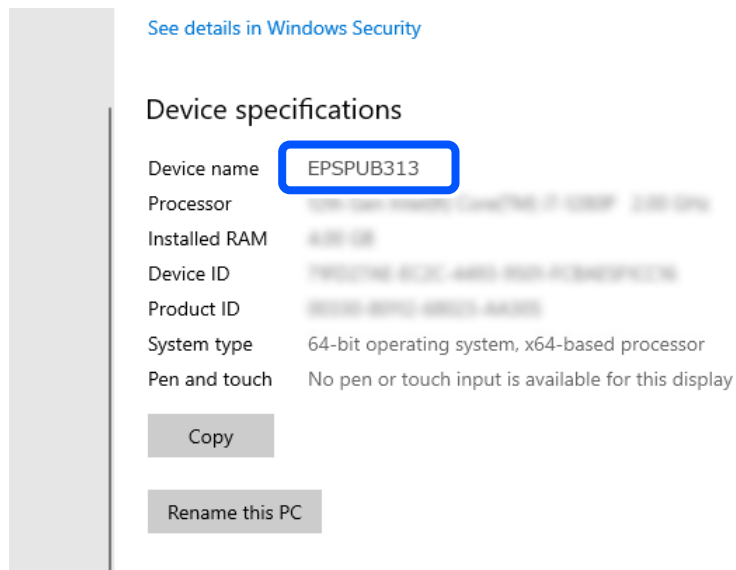 See details in Windows Security
Device specifications
Device name EPSPUB313
Processor
Installed RAM
Device ID
Product ID
System type 64-bit operating system, x64-based processor
Pen and touch No pen or touch input is available for this display
Copy
Rename this PC